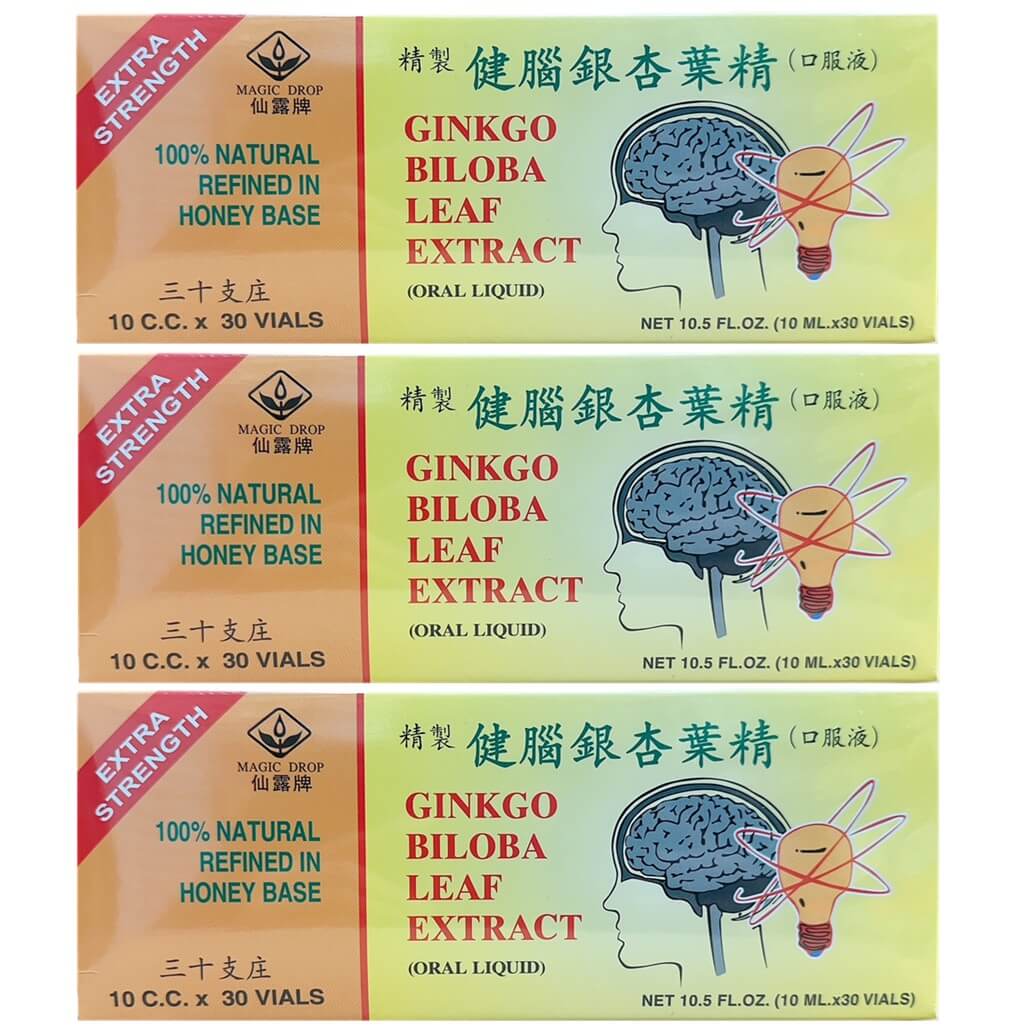 EXTRA
STRENGTH
MAGIC DROP
仙露牌
100% NATURAL
REFINED IN
HONEY BASE
三十支庄
10 C.C. x 30 VIALS
精製 健腦銀杏葉精 (口服液)
GINKGO
BILOBA
LEAF
EXTRACT
(ORAL LIQUID)
NET 10.5 FL.OZ. (10 ML.x30 VIALS)
EXTRA
STRENGTH
MAGIC DROP
仙露牌
100% NATURAL
REFINED IN
HONEY BASE
三十支庄
10 C.C. x 30 VIALS
精製 健腦銀杏葉精 (口服液)
GINKGO
BILOBA
LEAF
EXTRACT
(ORAL LIQUID)
NET 10.5 FL.OZ. (10 ML.x30 VIALS)
EXTRA
STRENGTH
MAGIC DROP
仙露牌
100% NATURAL
REFINED IN
HONEY BASE
三十支庄
10 C.C. x 30 VIALS
精製 健腦銀杏葉精 (口服液)
GINKGO
BILOBA
LEAF
EXTRACT
(ORAL LIQUID)
NET 10.5 FL.OZ. (10 ML.x30 VIALS)